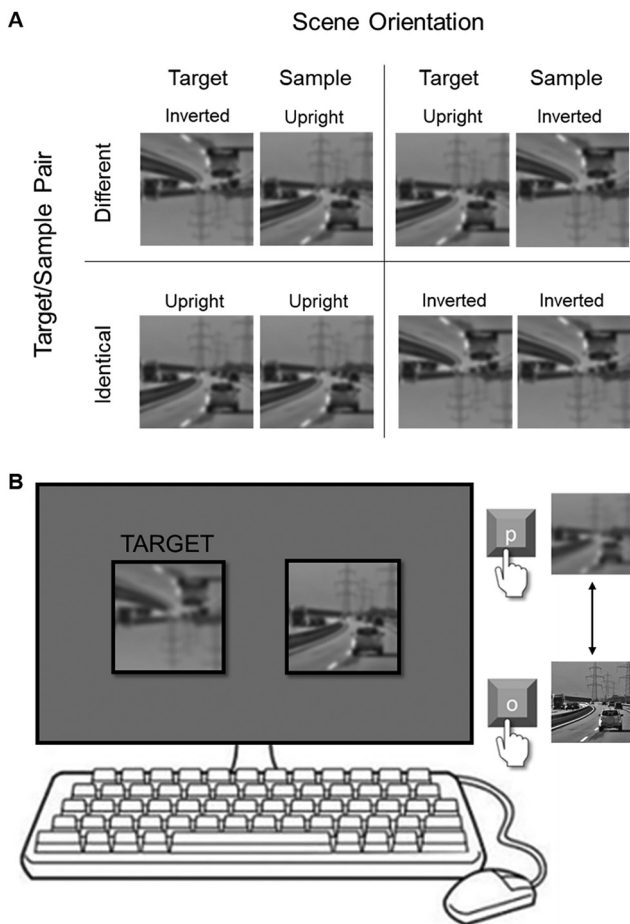 A
Scene Orientation
Target Sample Target Sample
Inverted Upright Upright Inverted
Target/Sample Pair
Different
Upright Upright Inverted Inverted
Identical
B
TARGET
p
o